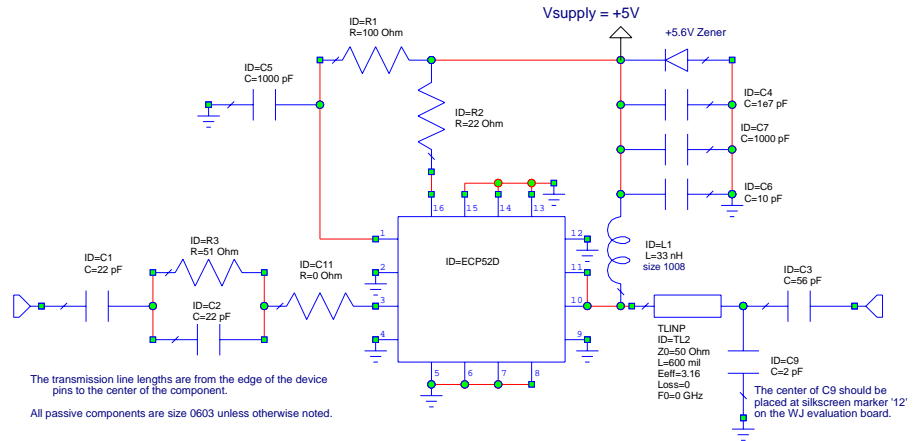 Vsupply = +5V
ID=R1
R=100 Ohm
+5.6V Zener
ID=C5
C=1000 pF
ID=C4
C=1e7 pF
ID=R2
R=22 Ohm
ID=C7
C=1000 pF
ID=C6
C=10 pF
16
15
14
13
1
12
ID=L1
L=33 nH
size 1008
ID=R3
R=51 Ohm
ID=C1
C=22 pF
ID=C11
R=0 Ohm
ID=ECP52D
2
11
ID=C3
C=56 pF
ID=C2
C=22 pF
3
10
4
9
TLINP
ID=TL2
Z0=50 Ohm
L=600 mil
Eeff=3.16
Loss=0
F0=0 GHz
ID=C9
C=2 pF
5
6
7
8
The transmission line lengths are from the edge of the device
pins to the center of the component.
All passive components are size 0603 unless otherwise noted.
The center of C9 should be
placed at silkscreen marker '12'
on the WJ evaluation board.